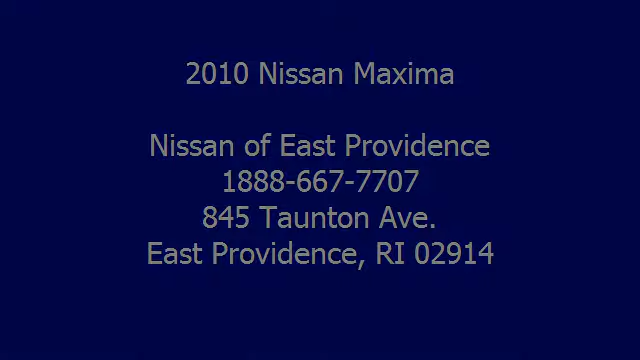 2010 Nissan Maxima
Nissan of East Providence
1888-667-7707
845 Taunton Ave.
East Providence, RI 02914